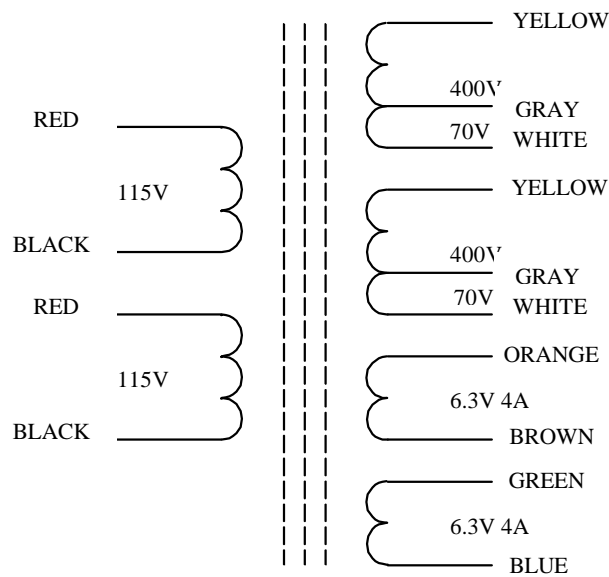 YELLOW
400V
GRAY
70V
WHITE
RED
115V
BLACK
YELLOW
400V
GRAY
70V
WHITE
RED
115V
BLACK
ORANGE
6.3V 4A
BROWN
GREEN
6.3V 4A
BLUE